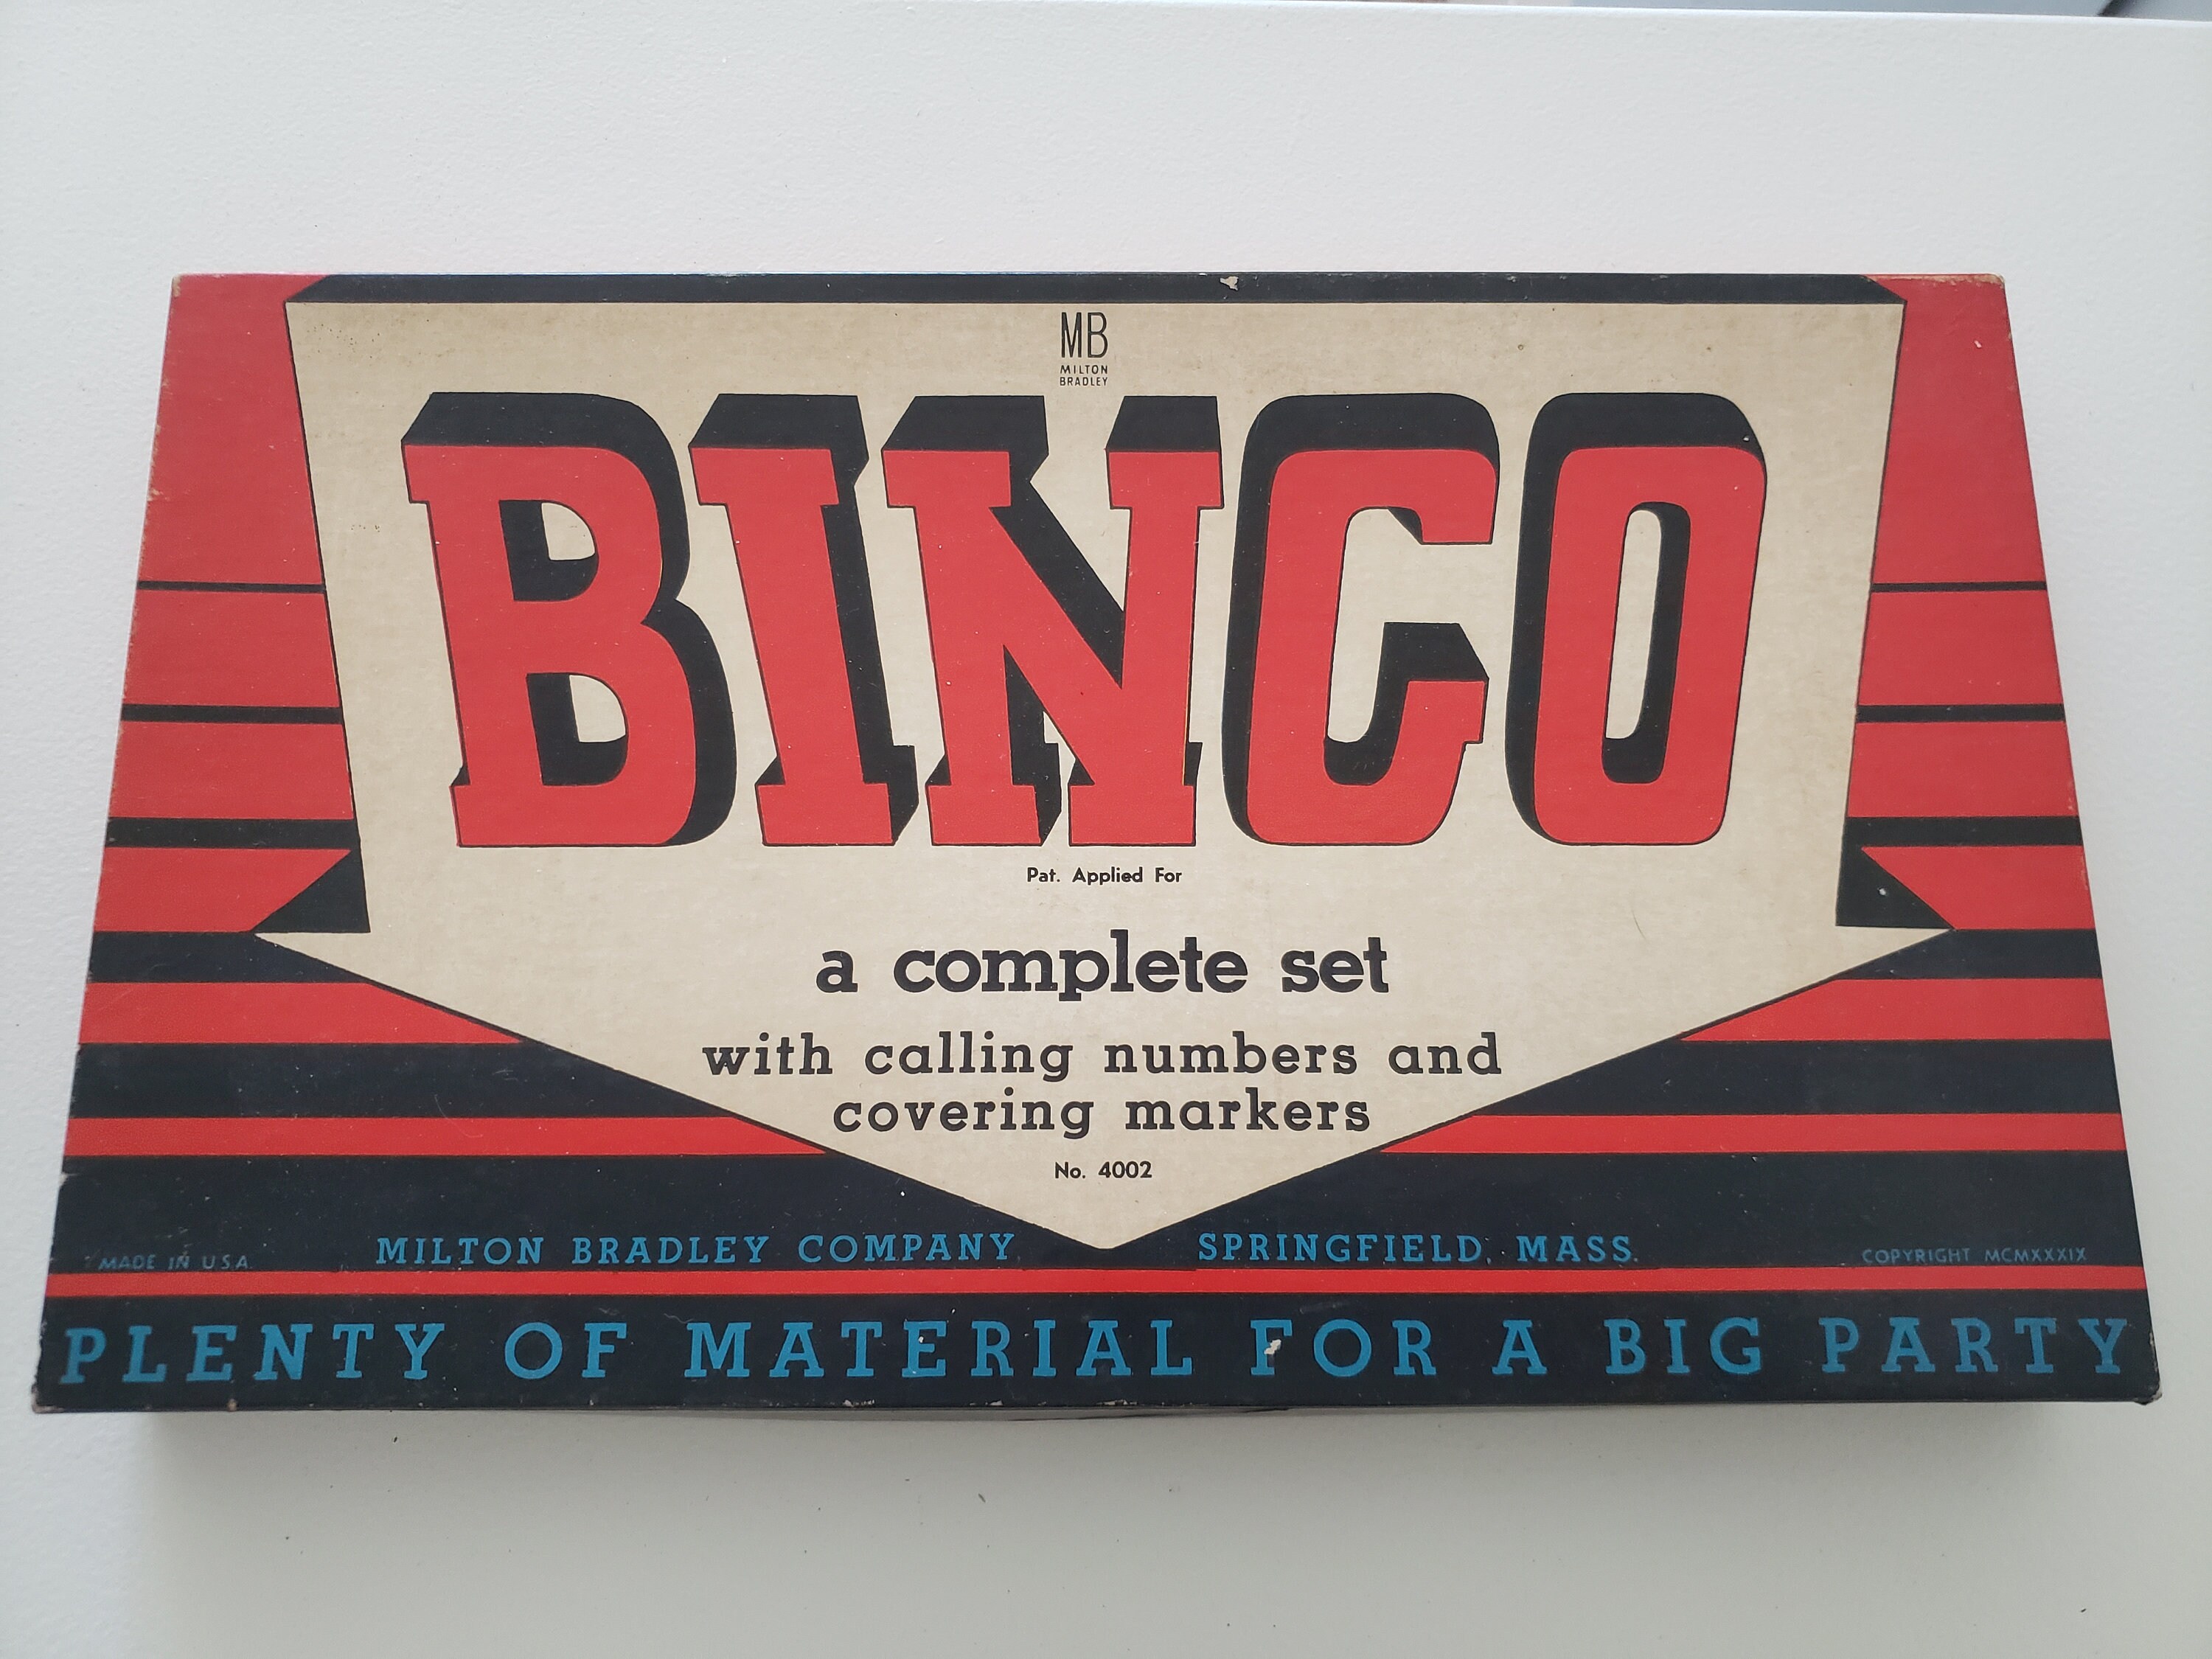 MB
MILTON
BRADLEY
BINGO
Pat. Applied For
a complete set
with calling numbers and
covering markers
No. 4002
MADE IN U.S.A. MILTON BRADLEY COMPANY SPRINGFIELD, MASS. COPYRIGHT MCMXXXIX
PLENTY OF MATERIAL FOR A BIG PARTY